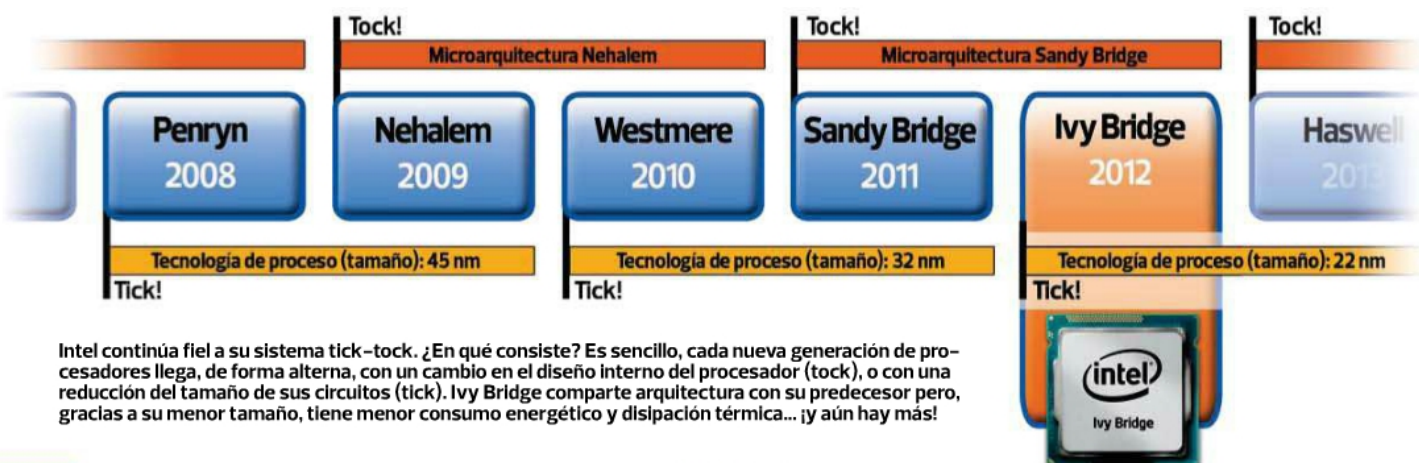 Tock!
Tock!
Tock!
Microarquitectura Nehalem
Microarquitectura Sandy Bridge
Penryn
2008
Nehalem
2009
Westmere
2010
Sandy Bridge
2011
Ivy Bridge
2012
Haswell
2013
Tecnología de proceso (tamaño): 45 nm
Tecnología de proceso (tamaño): 32 nm
Tecnología de proceso (tamaño): 22 nm
Tick!
Tick!
Tick!
Intel continúa fiel a su sistema tick-tock. ¿En qué consiste? Es sencillo, cada nueva generación de pro-
cesadores llega, de forma alterna, con un cambio en el diseño interno del procesador (tock), o con una
reducción del tamaño de sus circuitos (tick). Ivy Bridge comparte arquitectura con su predecesor pero,
gracias a su menor tamaño, tiene menor consumo energético y disipación térmica... ¡y aún hay más!
intel
Ivy Bridge